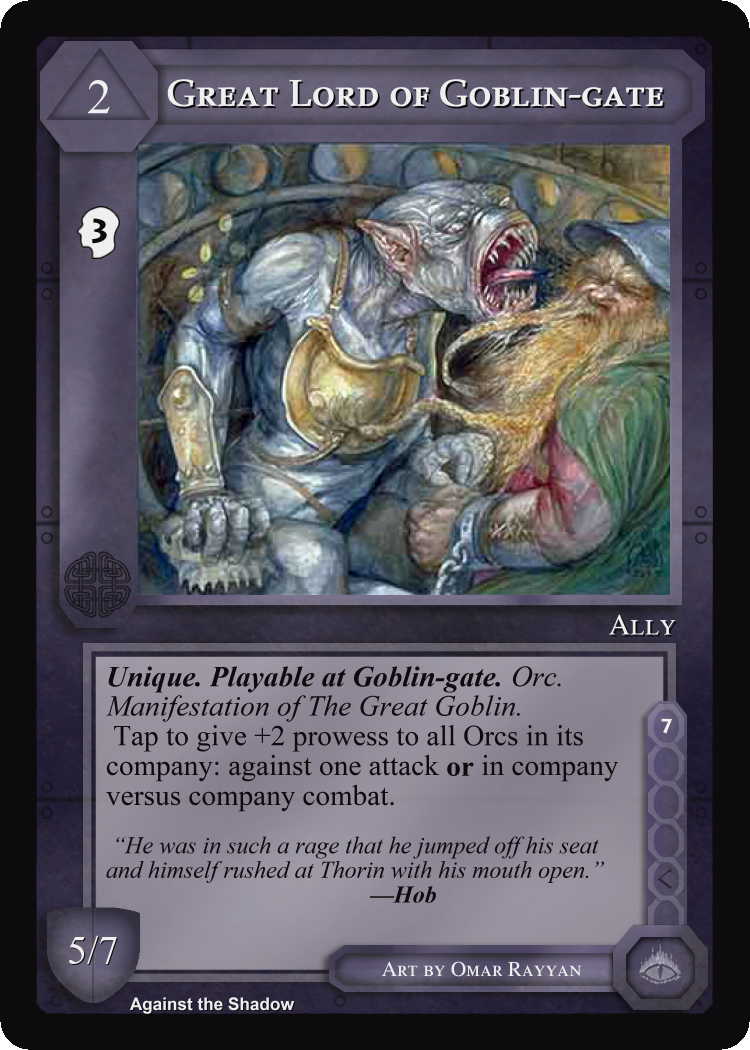 2
Great Lord of Goblin-gate
3
Ally
Unique. Playable at Goblin-gate. Orc.
Manifestation of The Great Goblin.
Tap to give +2 prowess to all Orcs in its
company: against one attack or in company
versus company combat.
7
“He was in such a rage that he jumped off his seat
and himself rushed at Thorin with his mouth open.”
—Hob
5/7
Art by Omar Rayyan
Against the Shadow